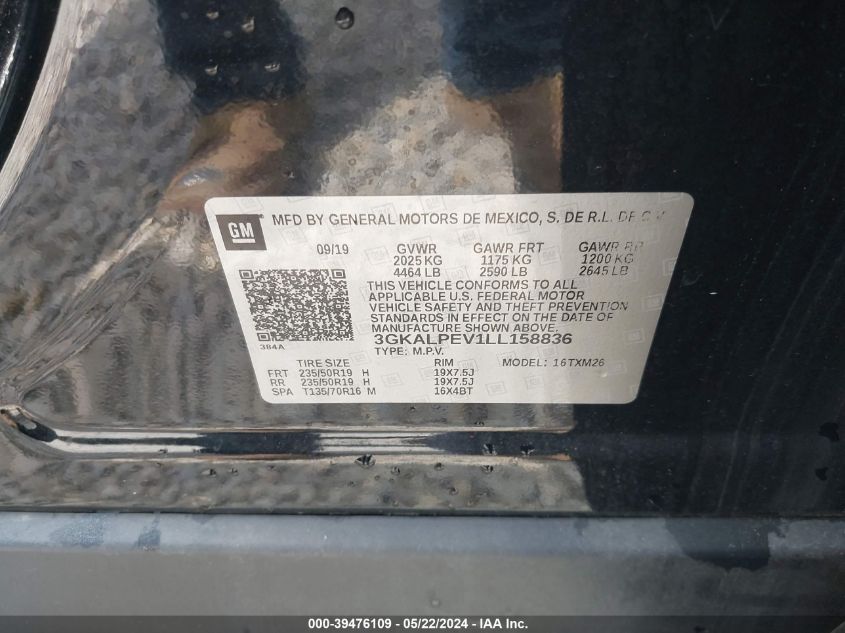 GM MFD BY GENERAL MOTORS DE MEXICO, S. DE R.L. DE C.V.
09/19 GVWR GAWR FRT GAWR RR
2025 KG 1175 KG 1200 KG
4464 LB 2590 LB 2645 LB
THIS VEHICLE CONFORMS TO ALL
APPLICABLE U.S. FEDERAL MOTOR
VEHICLE SAFETY AND THEFT PREVENTION
STANDARDS IN EFFECT ON THE DATE OF
MANUFACTURE SHOWN ABOVE.
384A 3GKALPEV1LL158836
TYPE: M.P.V.
TIRE SIZE RIM MODEL: 16TXM26
FRT 235/50R19 H 19X7.5J
RR 235/50R19 H 19X7.5J
SPA T135/70R16 M 16X4BT
000-39476109 - 05/22/2024 - IAA Inc.